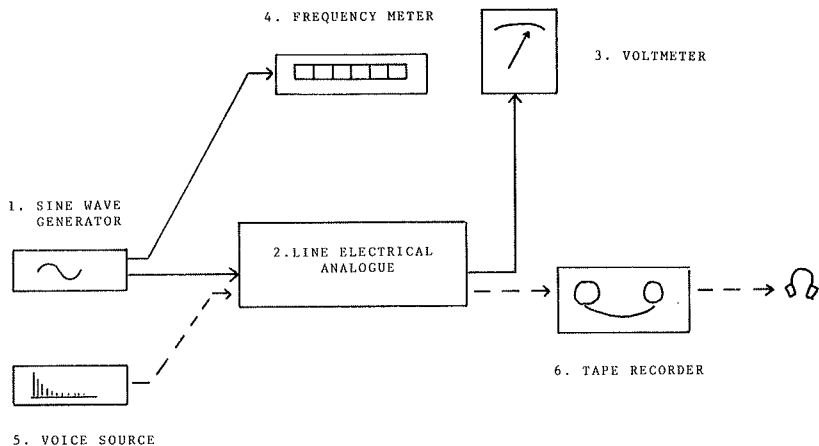 4. FREQUENCY METER
3. VOLTMETER
1. SINE WAVE
GENERATOR
2.LINE ELECTRICAL
ANALOGUE
6. TAPE RECORDER
5. VOICE SOURCE